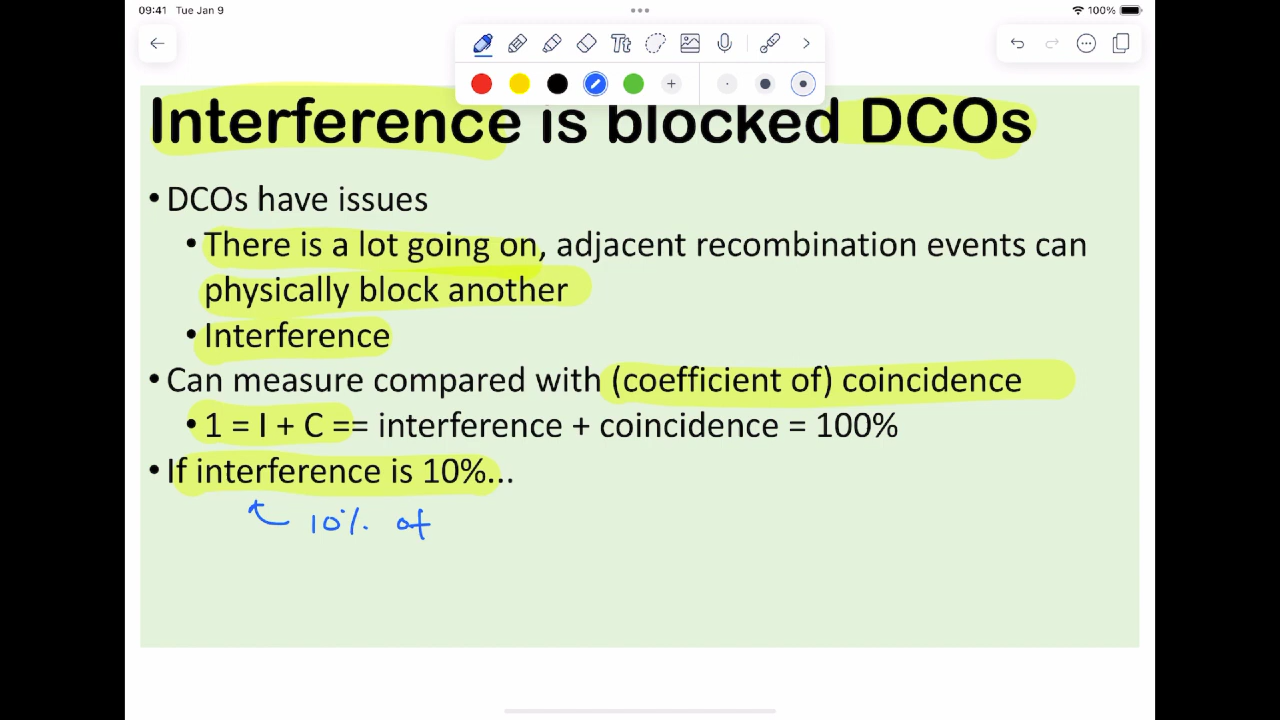 09:41 Tue Jan 9
100%
Tt
Interference is blocked DCOs
• DCOs have issues
• There is a lot going on, adjacent recombination events can
physically block another
• Interference
• Can measure compared with (coefficient of) coincidence
• 1 = I + C == interference + coincidence = 100%
• If interference is 10%...
10% of